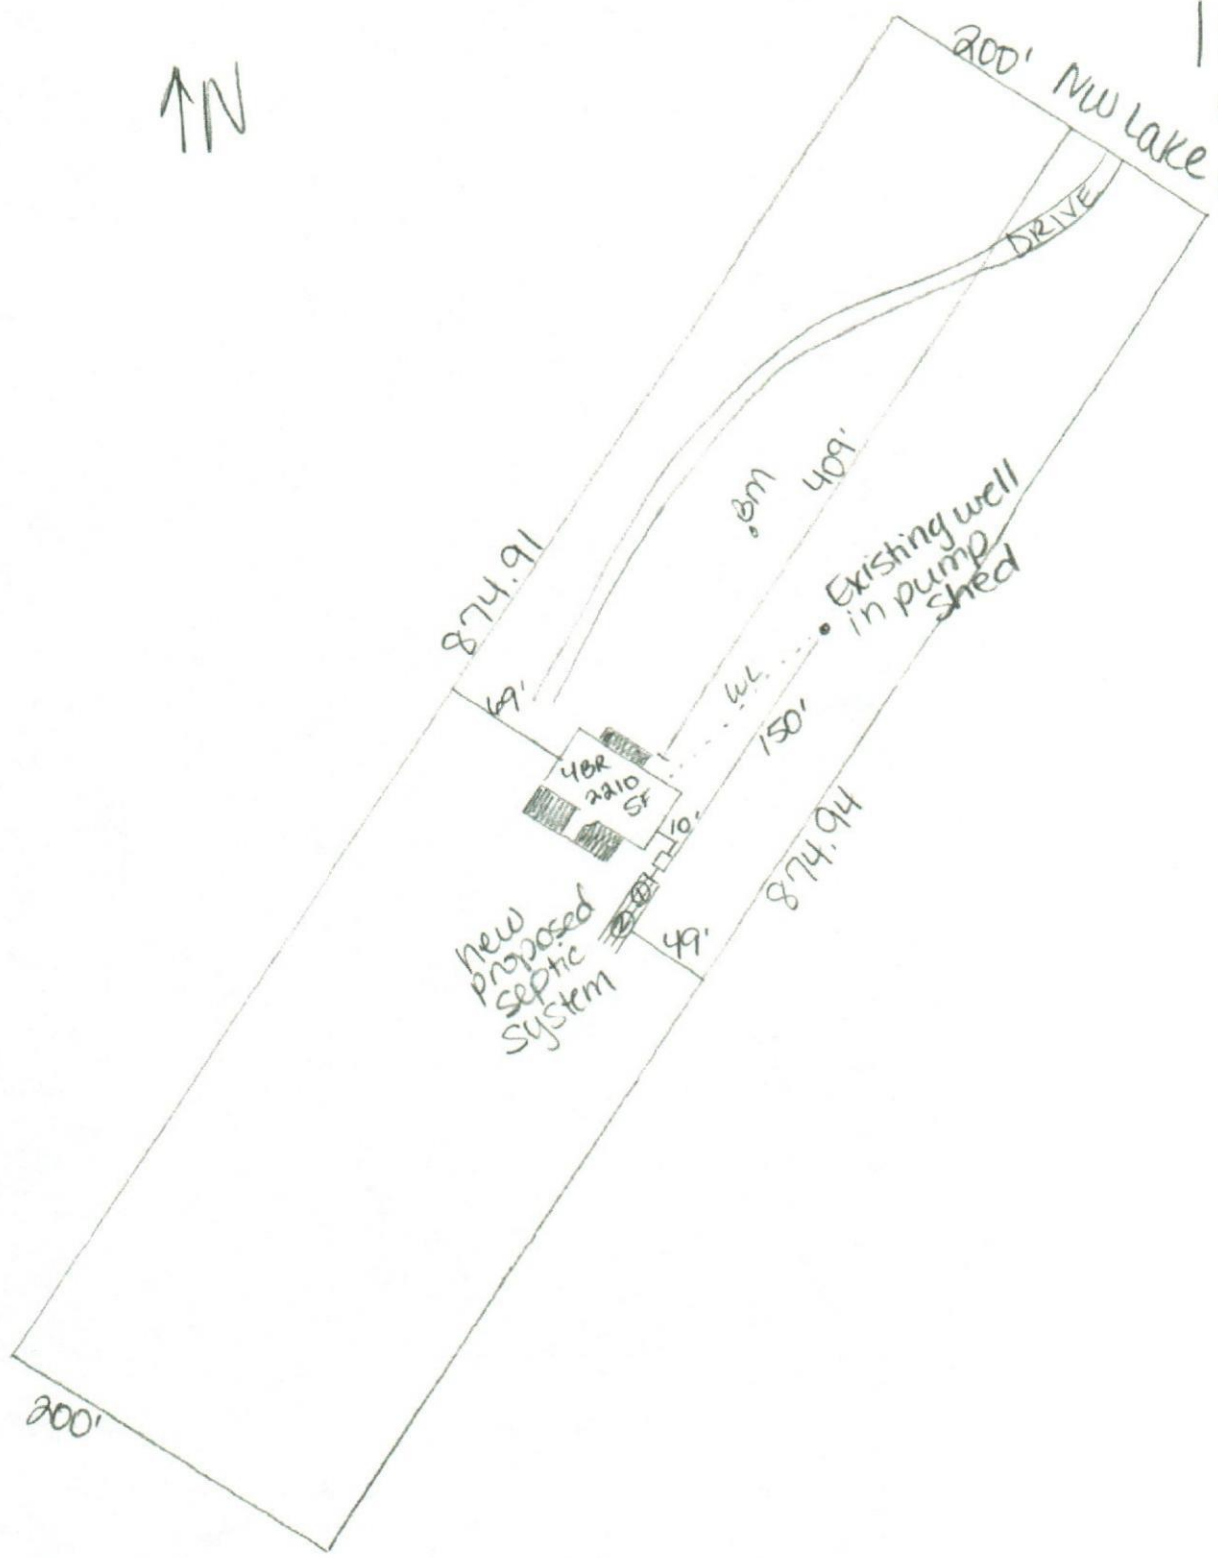 ↑N
200' NW Lake
DRIVE
.BM
409'
Existing well
in pump
shed
874.91
WL
150'
69'
4BR
2210
SF
10'
874.94
49'
new
proposed
septic
system
200'